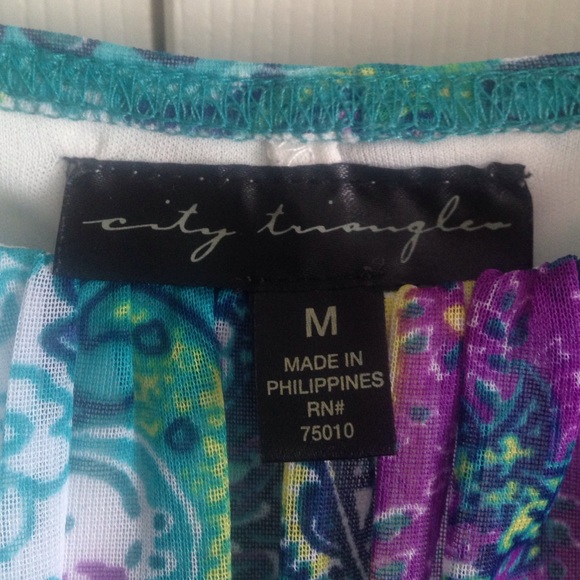 city triangles
M
MADE IN
PHILIPPINES
RN#
75010